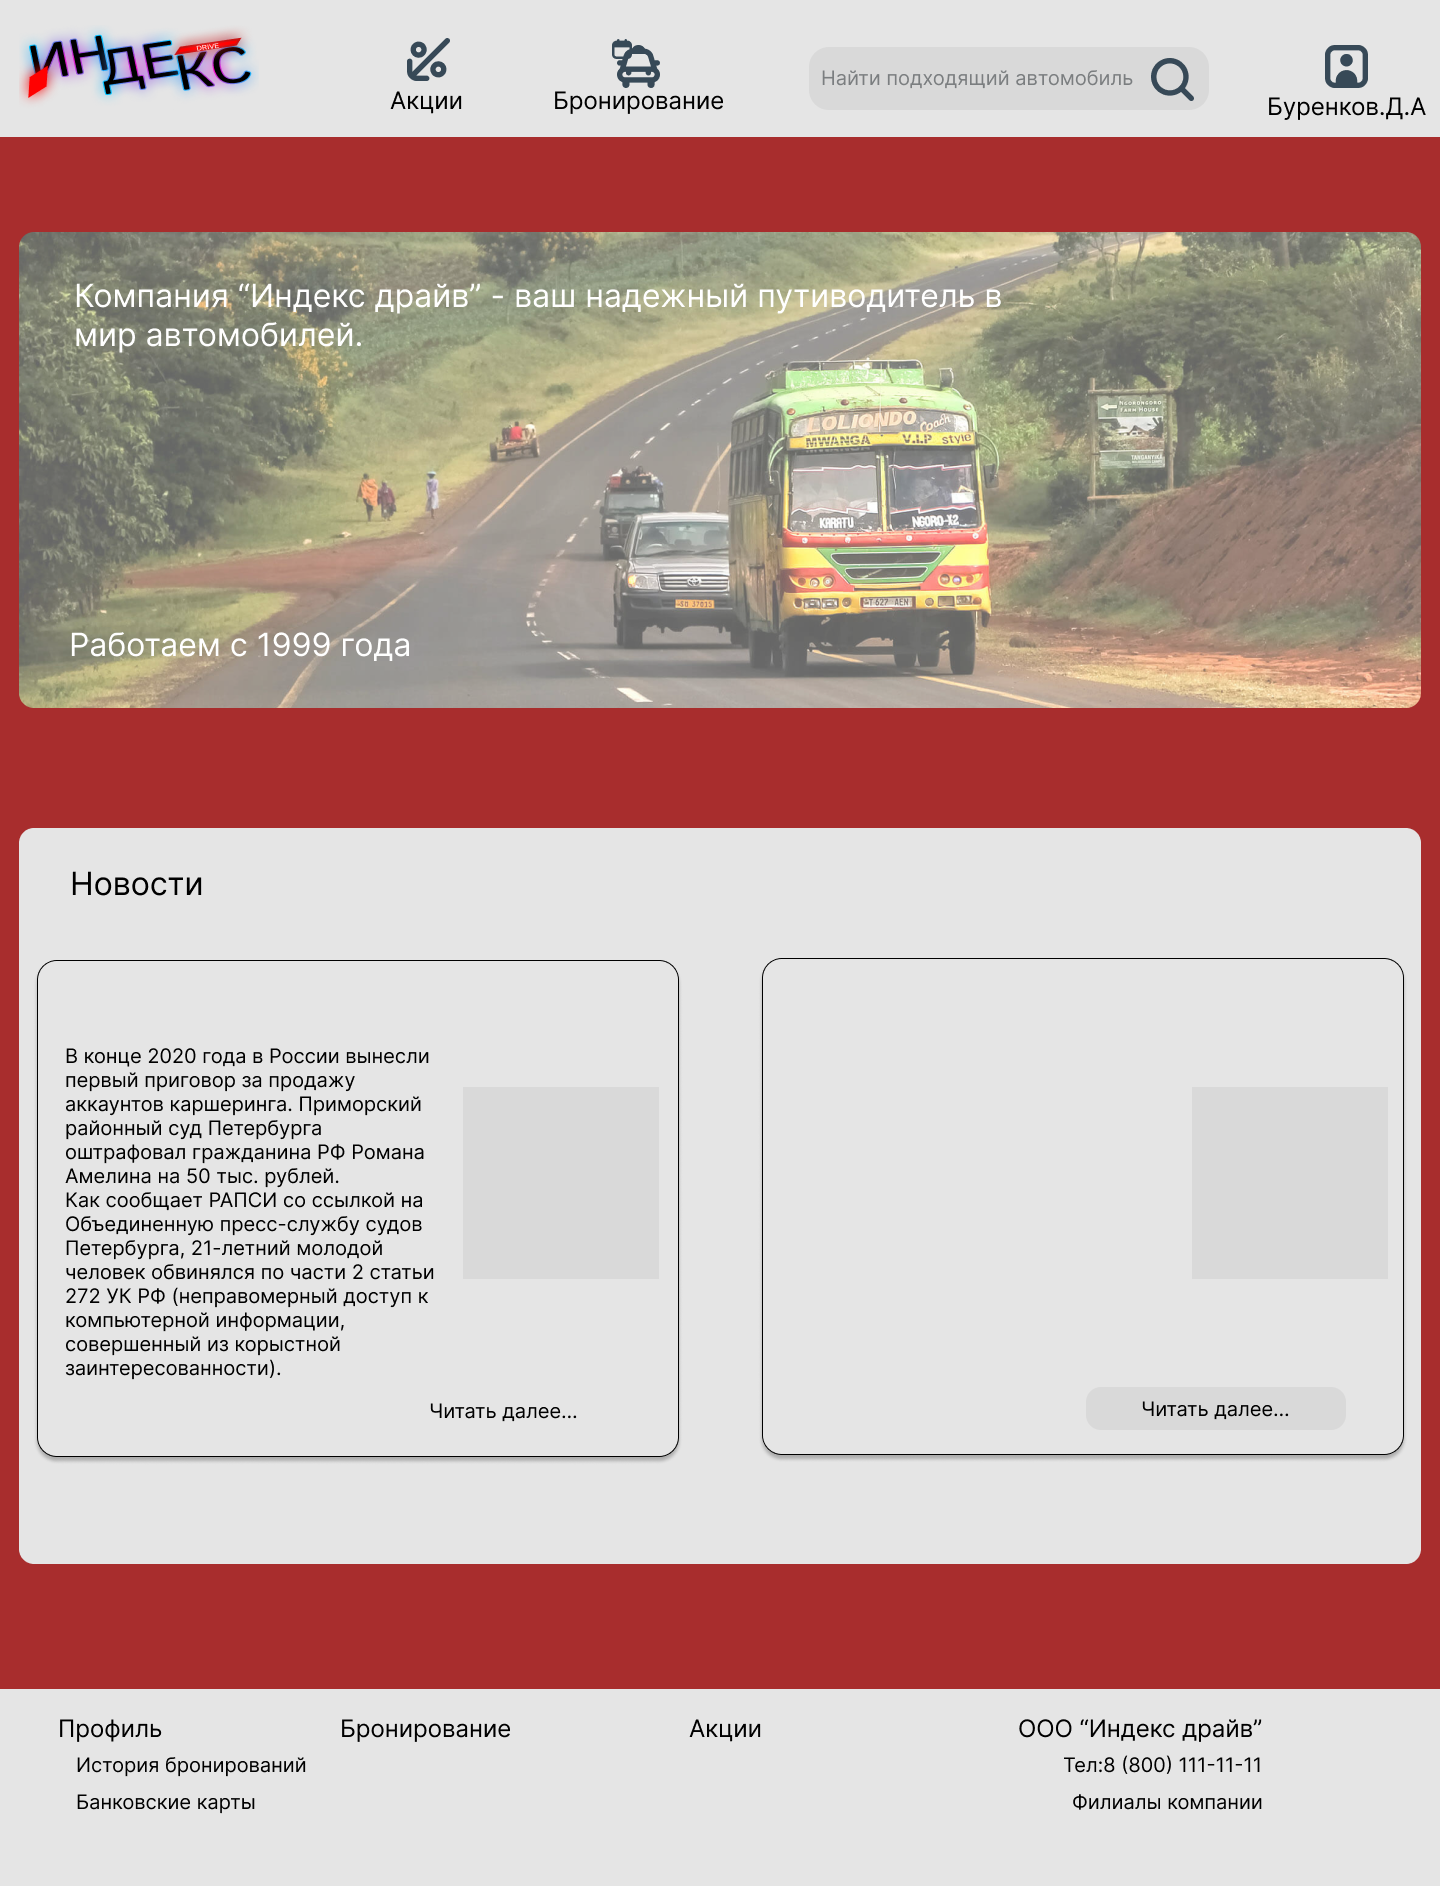 ИНДЕКС
DRIVE
Акции
Бронирование
Найти подходящий автомобиль
Буренков.Д.А
Компания “Индекс драйв” - ваш надежный путиводитель в
мир автомобилей.
LOLIONDO
Coach
MWANGA V.I.P style
NGORONGORO
FARM HOUSE
TANGANYIKA
KARATU
NGORO-X2
T 627 AEN
Работаем с 1999 года
Новости
В конце 2020 года в России вынесли
первый приговор за продажу
аккаунтов каршеринга. Приморский
районный суд Петербурга
оштрафовал гражданина РФ Романа
Амелина на 50 тыс. рублей.
Как сообщает РАПСИ со ссылкой на
Объединенную пресс-службу судов
Петербурга, 21-летний молодой
человек обвинялся по части 2 статьи
272 УК РФ (неправомерный доступ к
компьютерной информации,
совершенный из корыстной
заинтересованности).
Читать далее...
Читать далее...
Профиль
История бронирований
Банковские карты
Бронирование
Акции
ООО “Индекс драйв”
Тел:8 (800) 111-11-11
Филиалы компании